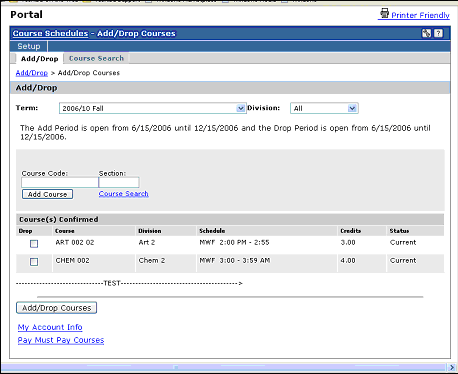 Portal
Printer Friendly
Course Schedules - Add/Drop Courses
Setup
Add/Drop Course Search
Add/Drop > Add/Drop Courses
Add/Drop
Term: 2006/10 Fall Division: All
The Add Period is open from 6/15/2006 until 12/15/2006 and the Drop Period is open from 6/15/2006 until
12/15/2006.
Course Code: Section:
Add Course Course Search
Course(s) Confirmed
Drop Course Division Schedule Credits Status
ART 002 02 Art 2 MWF 2:00 PM - 2:55 3.00 Current
CHEM 002 Chem 2 MWF 3:00 - 3:59 AM 4.00 Current
------------------------------TEST---------------------------------------->
Add/Drop Courses
My Account Info
Pay Must Pay Courses